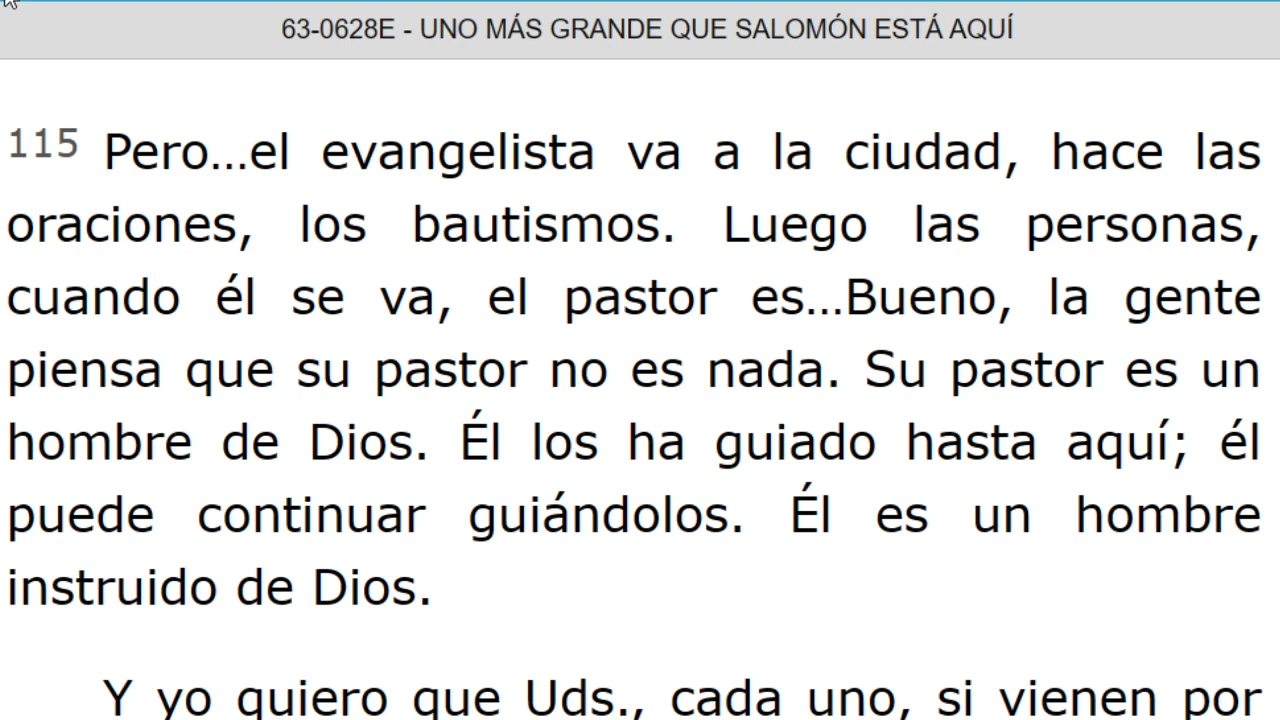 63-0628E - UNO MÁS GRANDE QUE SALOMÓN ESTÁ AQUÍ
115 Pero…el evangelista va a la ciudad, hace las
oraciones, los bautismos. Luego las personas,
cuando él se va, el pastor es…Bueno, la gente
piensa que su pastor no es nada. Su pastor es un
hombre de Dios. Él los ha guiado hasta aquí; él
puede continuar guiándolos. Él es un hombre
instruido de Dios.
Y yo quiero que Uds., cada uno, si vienen por